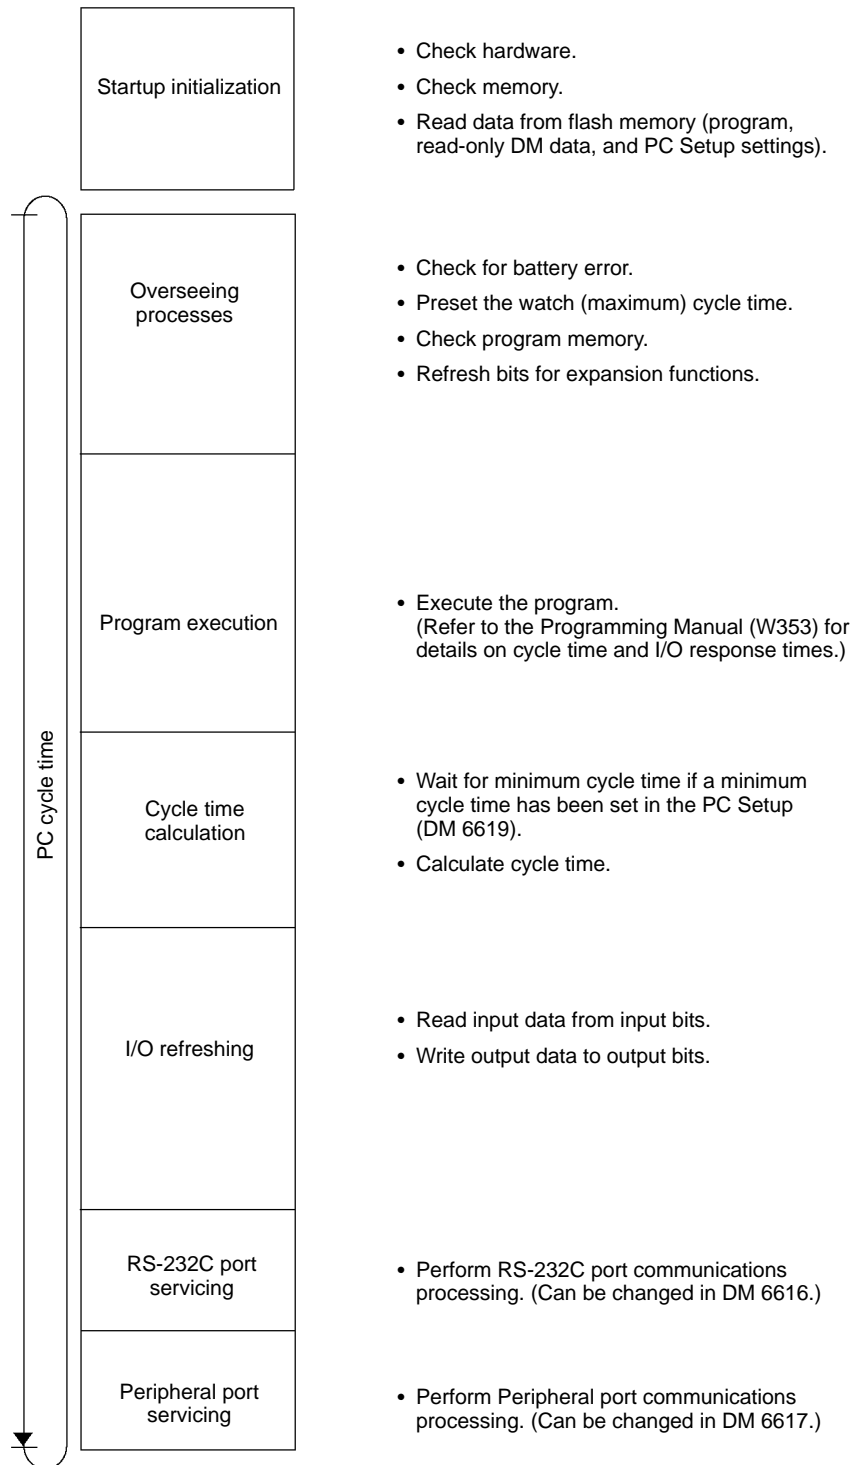 Startup initialization
• Check hardware.
• Check memory.
• Read data from flash memory (program,
read-only DM data, and PC Setup settings).
PC cycle time
Overseeing
processes
• Check for battery error.
• Preset the watch (maximum) cycle time.
• Check program memory.
• Refresh bits for expansion functions.
Program execution
• Execute the program.
(Refer to the Programming Manual (W353) for
details on cycle time and I/O response times.)
Cycle time
calculation
• Wait for minimum cycle time if a minimum
cycle time has been set in the PC Setup
(DM 6619).
• Calculate cycle time.
I/O refreshing
• Read input data from input bits.
• Write output data to output bits.
RS-232C port
servicing
• Perform RS-232C port communications
processing. (Can be changed in DM 6616.)
Peripheral port
servicing
• Perform Peripheral port communications
processing. (Can be changed in DM 6617.)